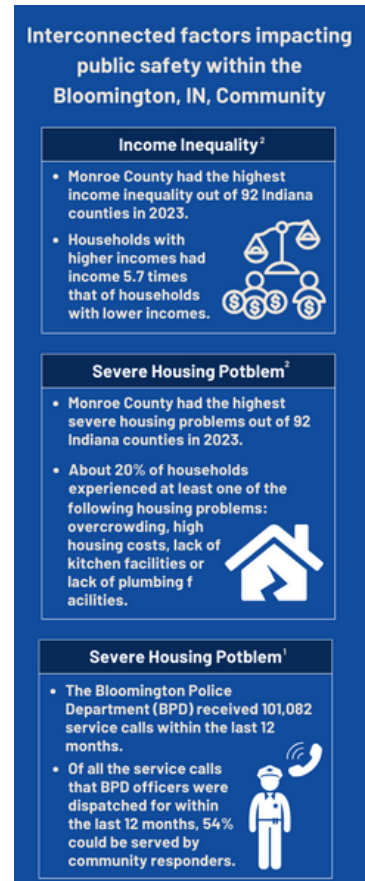 Interconnected factors impacting
public safety within the
Bloomington, IN, Community
Income Inequality²
• Monroe County had the highest
income inequality out of 92 Indiana
counties in 2023.
• Households with
higher incomes had
income 5.7 times
that of households
with lower incomes.
$ $ $ $
Severe Housing Potblem²
• Monroe County had the highest
severe housing problems out of 92
Indiana counties in 2023.
• About 20% of households
experienced at least one of the
following housing problems:
overcrowding, high
housing costs, lack of
kitchen facilities or
lack of plumbing f
acilities.
Severe Housing Potblem¹
• The Bloomington Police
Department (BPD) received 101,082
service calls within the last 12
months.
• Of all the service calls
that BPD officers were
dispatched for within
the last 12 months, 54%
could be served by
community responders.